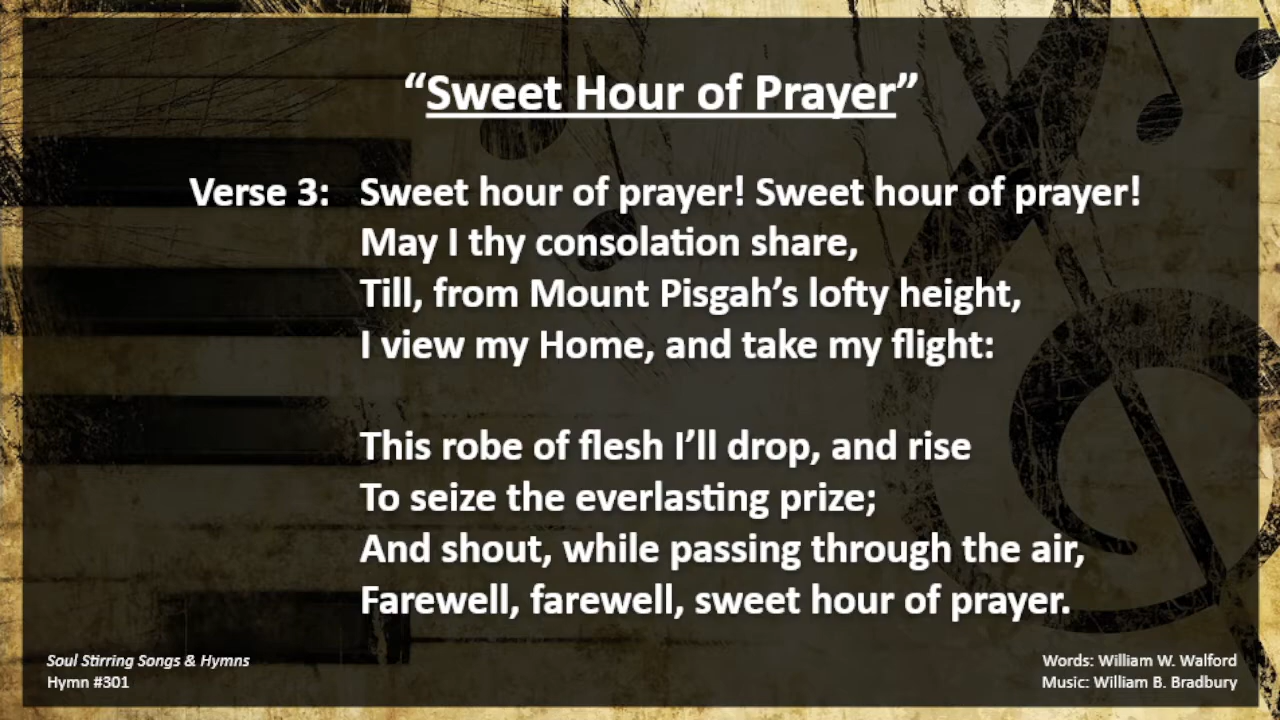 “Sweet Hour of Prayer”
Verse 3: Sweet hour of prayer! Sweet hour of prayer!
May I thy consolation share,
Till, from Mount Pisgah’s lofty height,
I view my Home, and take my flight:
This robe of flesh I’ll drop, and rise
To seize the everlasting prize;
And shout, while passing through the air,
Farewell, farewell, sweet hour of prayer.
Soul Stirring Songs & Hymns
Hymn #301
Words: William W. Walford
Music: William B. Bradbury